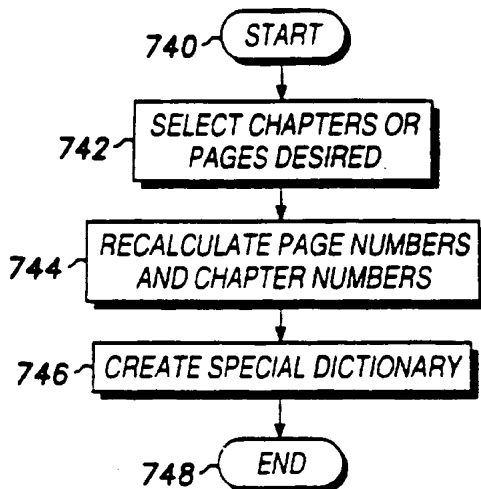 740 START
742 SELECT CHAPTERS OR
PAGES DESIRED
744 RECALCULATE PAGE NUMBERS
AND CHAPTER NUMBERS
746 CREATE SPECIAL DICTIONARY
748 END